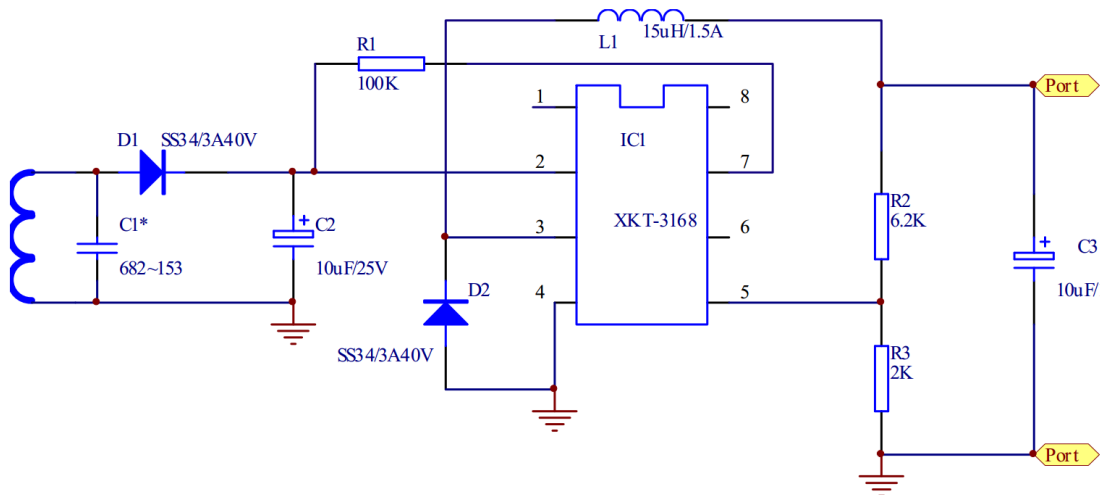 L1
15uH/1.5A
R1
100K
Port
1
8
D1
SS34/3A40V
IC1
2
7
R2
6.2K
C1*
C2
3
XKT-3168
6
C3
682~153
10uF/25V
10uF/
D2
4
5
SS34/3A40V
R3
2K
Port